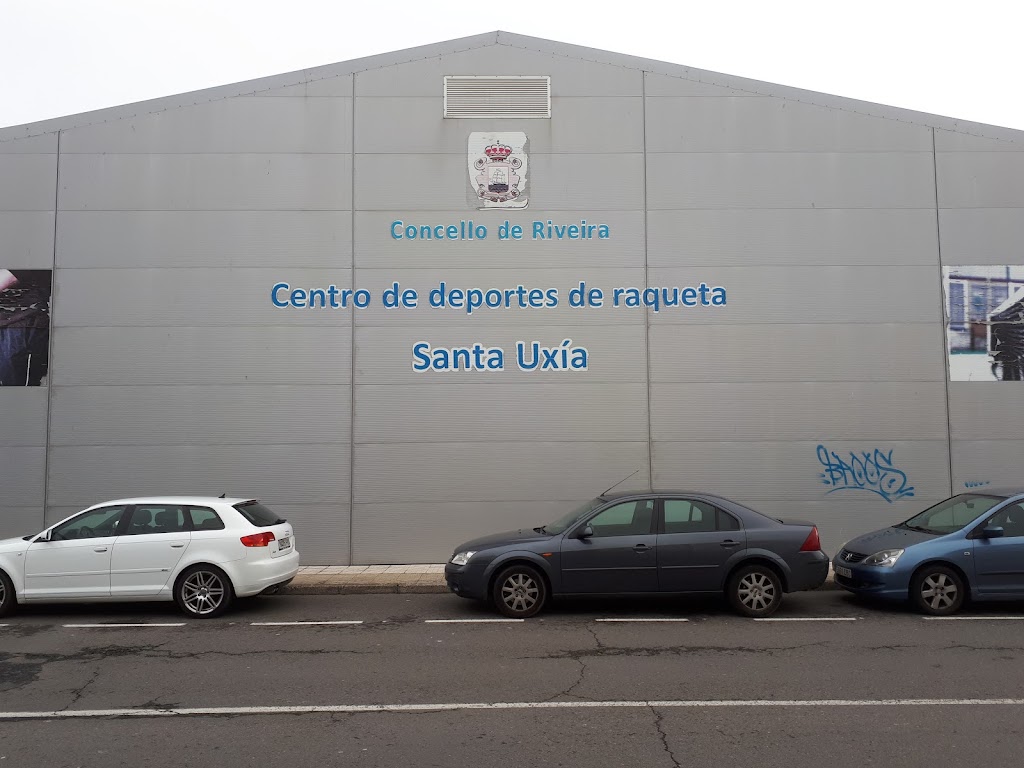 Concello de Riveira
Centro de deportes de raqueta
Santa Uxía